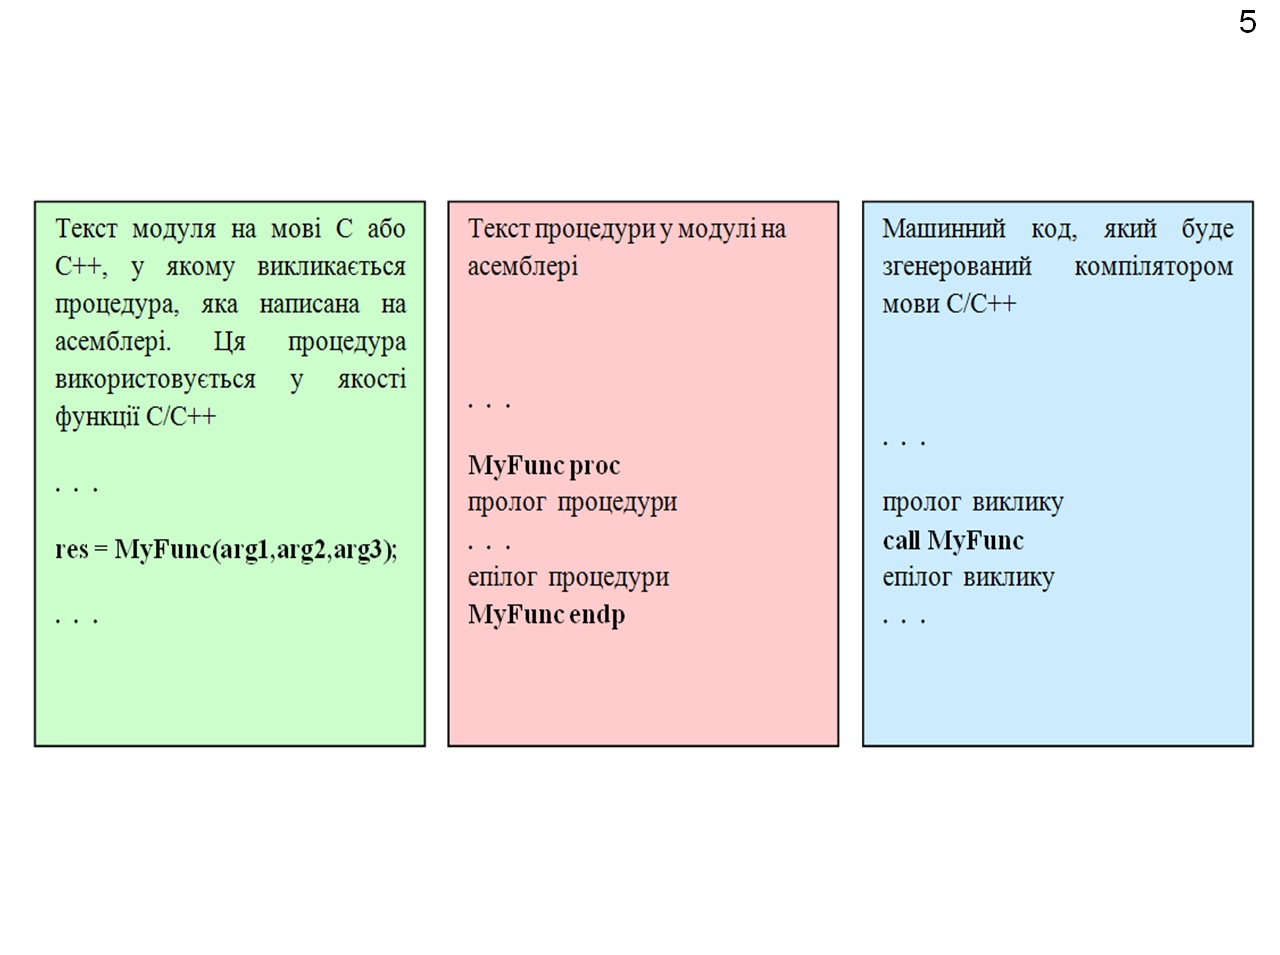 5
Текст модуля на мові C або
C++, у якому викликається
процедура, яка написана на
асемблері. Ця процедура
використовується у якості
функції C/C++
. . .
res = MyFunc(arg1,arg2,arg3);
. . .
Текст процедури у модулі на
асемблері
. . .
MyFunc proc
пролог процедури
. . .
епілог процедури
MyFunc endp
Машинний код, який буде
згенерований компілятором
мови C/C++
. . .
пролог виклику
call MyFunc
епілог виклику
. . .